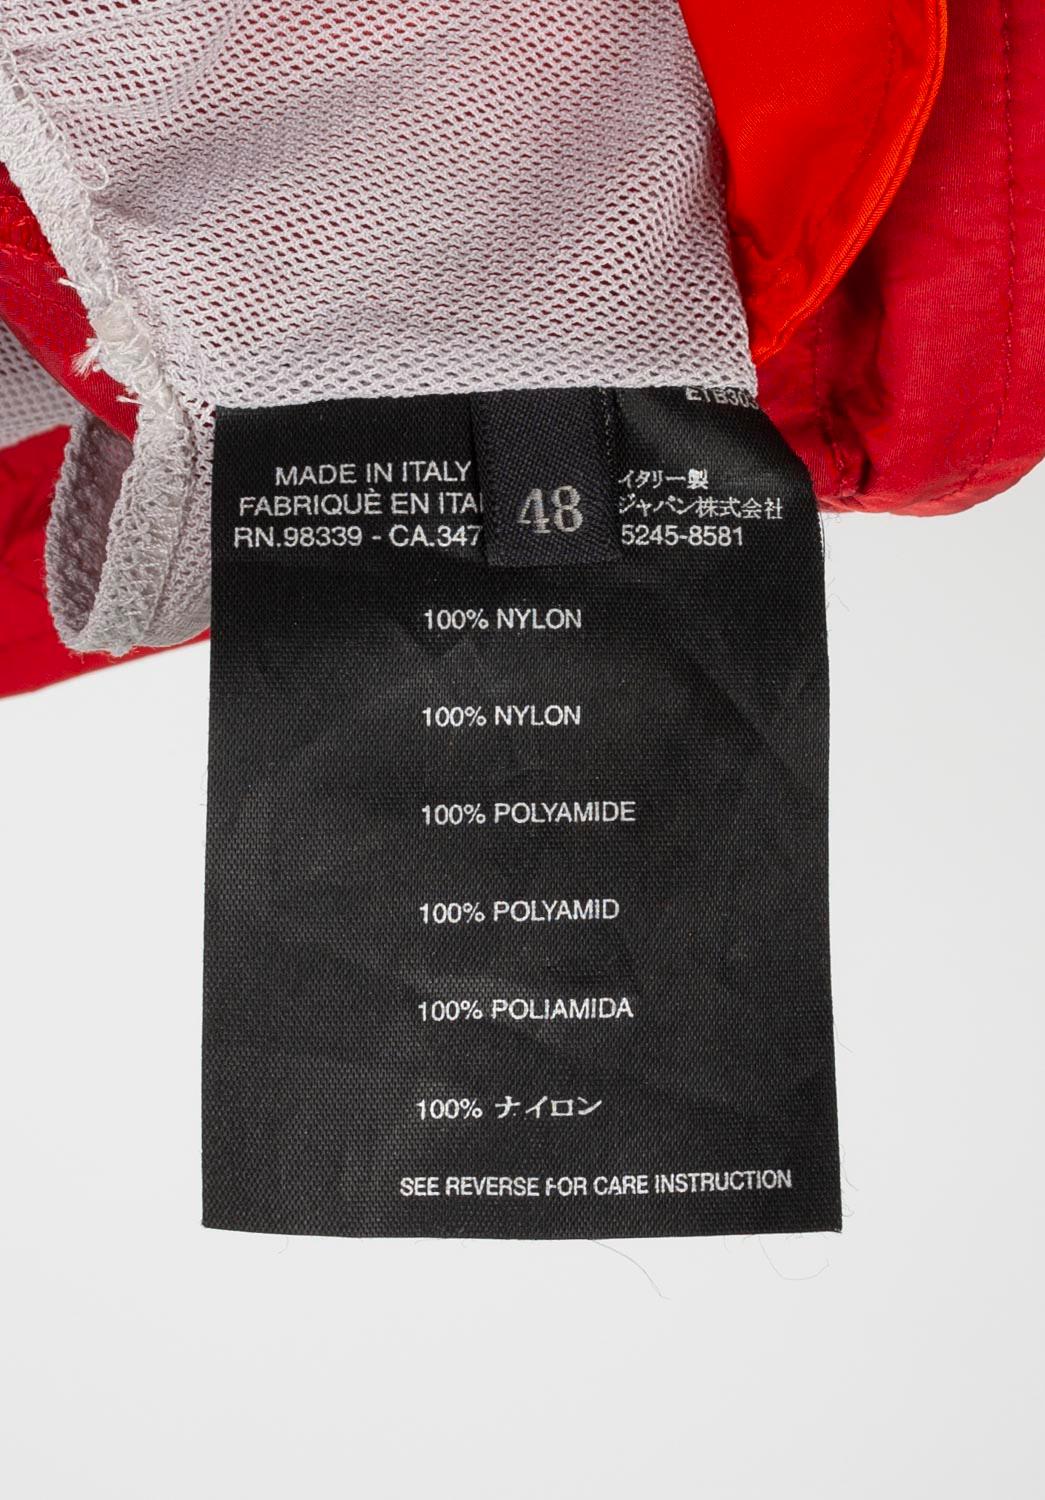 MADE IN ITALY
FABRIQUÈ EN ITAL
RN.98339 - CA.347
48
イタリー製
ジャパン株式会社
5245-8581
100% NYLON
100% NYLON
100% POLYAMIDE
100% POLYAMID
100% POLIAMIDA
100% ナイロン
SEE REVERSE FOR CARE INSTRUCTION